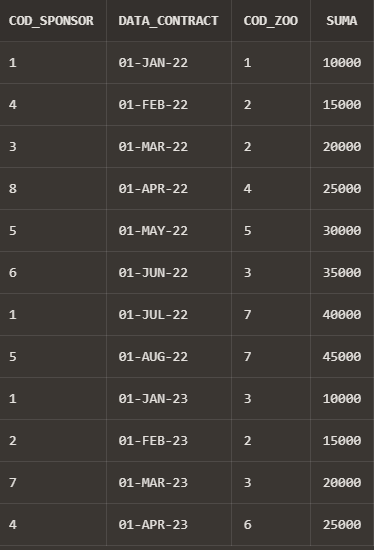 COD_SPONSOR DATA_CONTRACT COD_ZOO SUMA
1 01-JAN-22 1 10000
4 01-FEB-22 2 15000
3 01-MAR-22 2 20000
8 01-APR-22 4 25000
5 01-MAY-22 5 30000
6 01-JUN-22 3 35000
1 01-JUL-22 7 40000
5 01-AUG-22 7 45000
1 01-JAN-23 3 10000
2 01-FEB-23 2 15000
7 01-MAR-23 3 20000
4 01-APR-23 6 25000